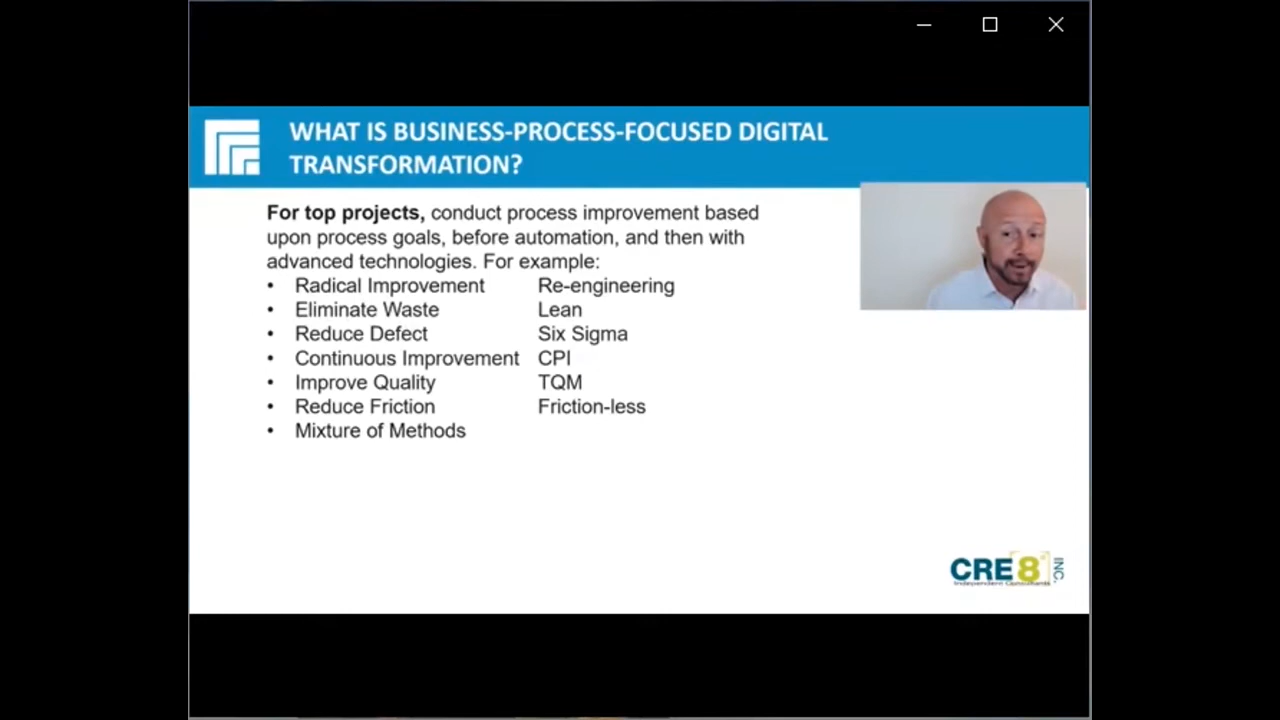 WHAT IS BUSINESS-PROCESS-FOCUSED DIGITAL
TRANSFORMATION?
For top projects, conduct process improvement based
upon process goals, before automation, and then with
advanced technologies. For example:
• Radical Improvement Re-engineering
• Eliminate Waste Lean
• Reduce Defect Six Sigma
• Continuous Improvement CPI
• Improve Quality TQM
• Reduce Friction Friction-less
• Mixture of Methods
CRE8 INC.
Independent Consultants